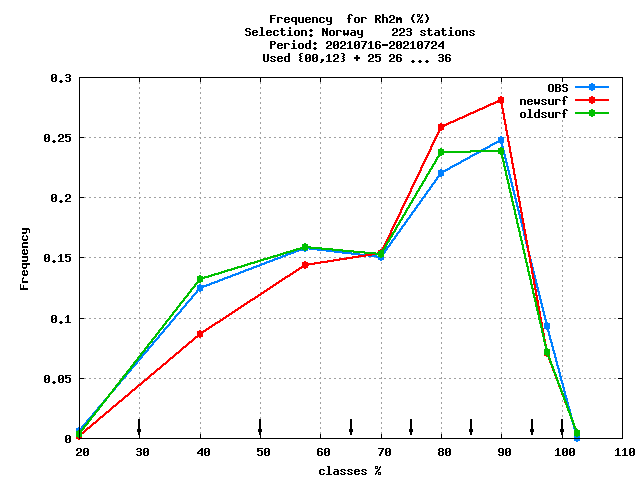 Frequency  for Rh2m (%)
Selection: Norway    223 stations
Period: 20210716-20210724
Used {00,12} + 25 26 ... 36
0.3
0.25
0.2
0.15
0.1
0.05
0
Frequency
OBS
newsurf
oldsurf
20 30 40 50 60 70 80 90 100 110
classes %